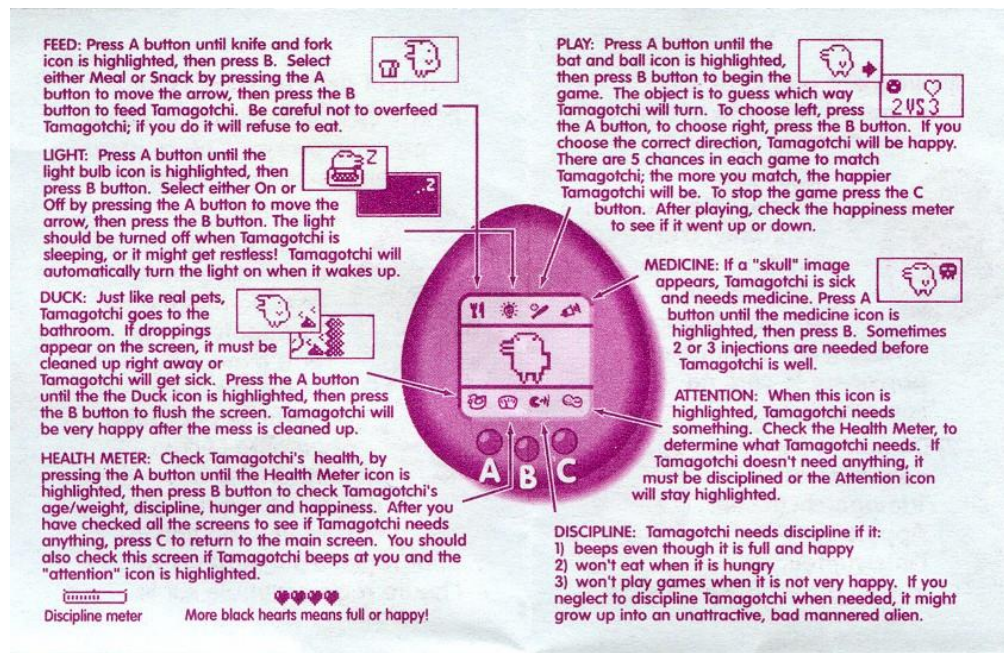 FEED: Press A button until knife and fork
icon is highlighted, then press B. Select
either Meal or Snack by pressing the A
button to move the arrow, then press the B
button to feed Tamagotchi. Be careful not to overfeed
Tamagotchi; if you do it will refuse to eat.
LIGHT: Press A button until the
light bulb icon is highlighted, then
press B button. Select either On or
Off by pressing the A button to move the
arrow, then press the B button. The light
should be turned off when Tamagotchi is
sleeping, or it might get restless! Tamagotchi will
automatically turn the light on when it wakes up.
Z
..Z
DUCK: Just like real pets,
Tamagotchi goes to the
bathroom. If droppings
appear on the screen, it must be
cleaned up right away or
Tamagotchi will get sick. Press the A button
until the the Duck icon is highlighted, then press
the B button to flush the screen. Tamagotchi will
be very happy after the mess is cleaned up.
HEALTH METER: Check Tamagotchi's health, by
pressing the A button until the Health Meter icon is
highlighted, then press B button to check Tamagotchi's
age/weight, discipline, hunger and happiness. After you
have checked all the screens to see if Tamagotchi needs
anything, press C to return to the main screen. You should
also check this screen if Tamagotchi beeps at you and the
"attention" icon is highlighted.
Discipline meter
More black hearts means full or happy!
A B C
PLAY: Press A button until the
bat and ball icon is highlighted,
then press B button to begin the
game. The object is to guess which way
Tamagotchi will turn. To choose left, press
the A button, to choose right, press the B button. If you
choose the correct direction, Tamagotchi will be happy.
There are 5 chances in each game to match
Tamagotchi; the more you match, the happier
Tamagotchi will be. To stop the game press the C
button. After playing, check the happiness meter
to see if it went up or down.
2 VS 3
MEDICINE: If a "skull" image
appears, Tamagotchi is sick
and needs medicine. Press A
button until the medicine icon is
highlighted, then press B. Sometimes
2 or 3 injections are needed before
Tamagotchi is well.
ATTENTION: When this icon is
highlighted, Tamagotchi needs
something. Check the Health Meter, to
determine what Tamagotchi needs. If
Tamagotchi doesn't need anything, it
must be disciplined or the Attention icon
will stay highlighted.
DISCIPLINE: Tamagotchi needs discipline if it:
1) beeps even though it is full and happy
2) won't eat when it is hungry
3) won't play games when it is not very happy. If you
neglect to discipline Tamagotchi when needed, it might
grow up into an unattractive, bad mannered alien.